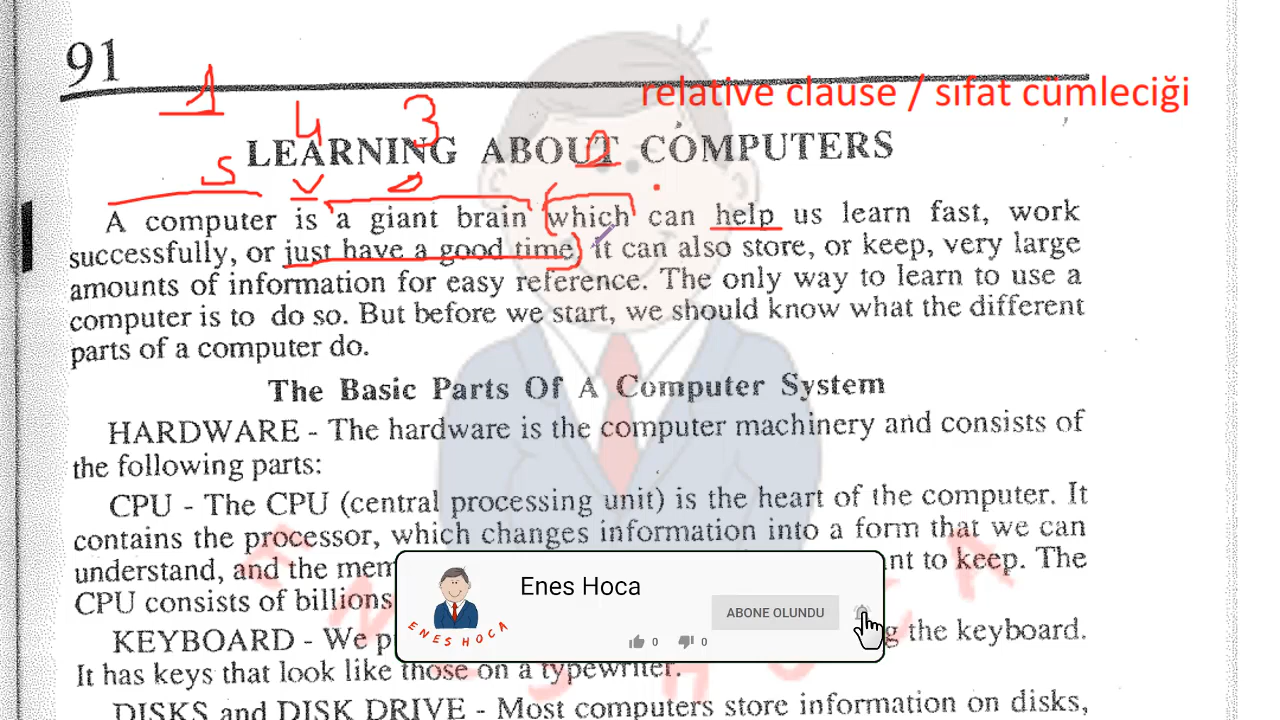 91
relative clause / sıfat cümleciği
1
4 3
LEARNING ABOUT COMPUTERS
2
S V
A computer is a giant brain which can help us learn fast, work
successfully, or just have a good time. It can also store, or keep, very large
amounts of information for easy reference. The only way to learn to use a
computer is to do so. But before we start, we should know what the different
parts of a computer do.
The Basic Parts Of A Computer System
HARDWARE - The hardware is the computer machinery and consists of
the following parts:
CPU - The CPU (central processing unit) is the heart of the computer. It
contains the processor, which changes information into a form that we can
understand, and the mem nt to keep. The
CPU consists of billions
KEYBOARD - We p g the keyboard.
It has keys that look like those on a typewriter.
DISKS and DISK DRIVE - Most computers store information on disks,
Enes Hoca
ABONE OLUNDU
0 0
ENES HOCA
ENES HOCA